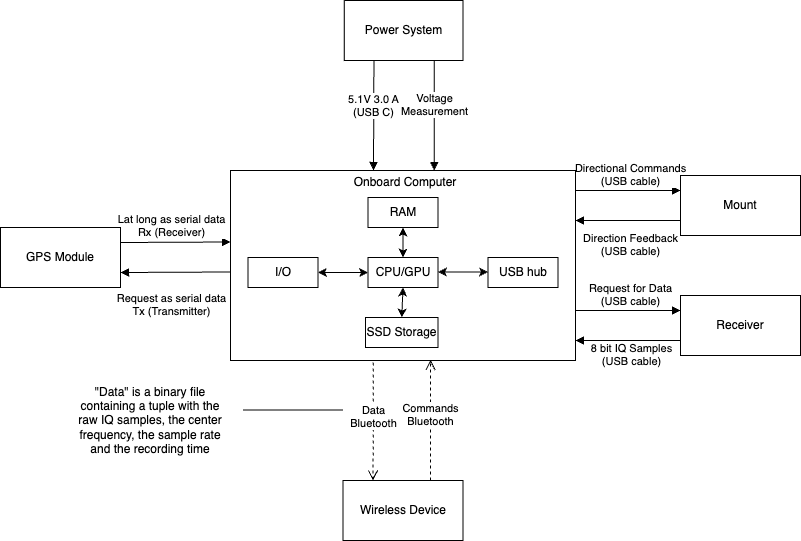 Power System
5.1V 3.0 A
(USB C)
Voltage
Measurement
Onboard Computer
RAM
I/O
CPU/GPU
USB hub
SSD Storage
Lat long as serial data
Rx (Receiver)
GPS Module
Request as serial data
Tx (Transmitter)
Directional Commands
(USB cable)
Mount
Direction Feedback
(USB cable)
Request for Data
(USB cable)
Receiver
8 bit IQ Samples
(USB cable)
"Data" is a binary file
containing a tuple with the
raw IQ samples, the center
frequency, the sample rate
and the recording time
Data
Bluetooth
Commands
Bluetooth
Wireless Device